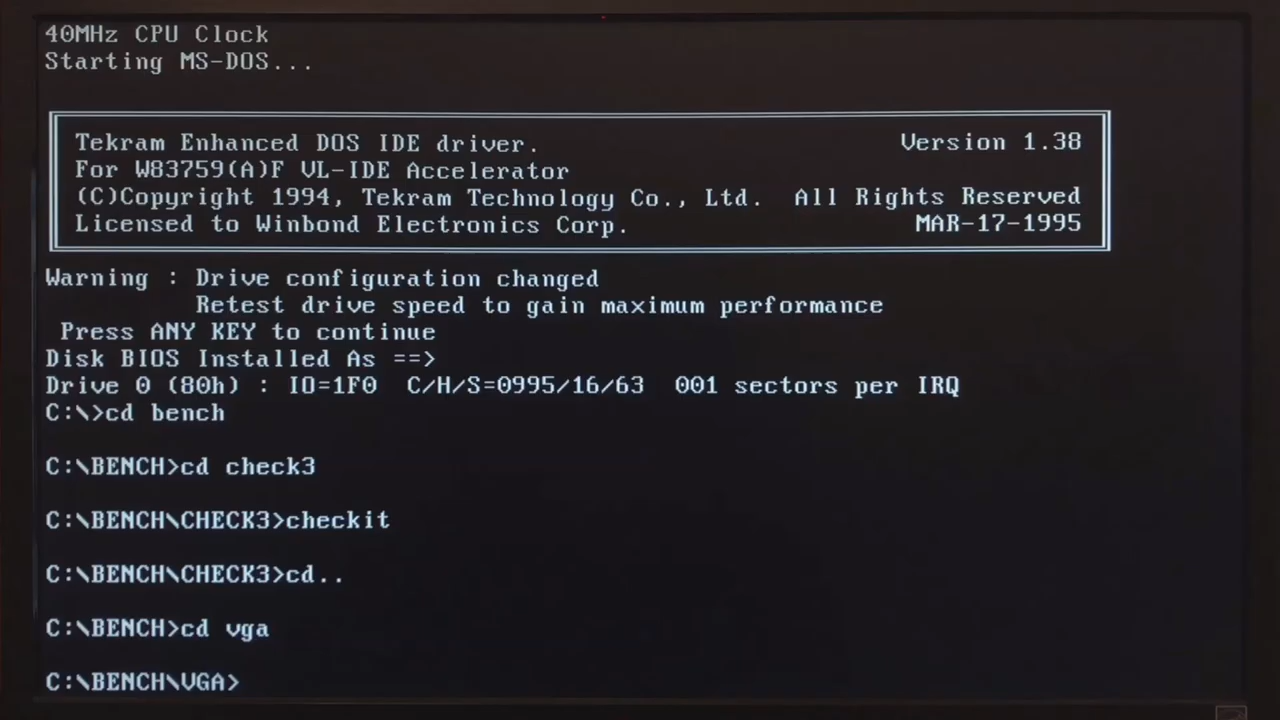 40MHz CPU Clock
Starting MS-DOS...
Tekram Enhanced DOS IDE driver. Version 1.38
For W83759(A)F VL-IDE Accelerator
(C)Copyright 1994, Tekram Technology Co., Ltd. All Rights Reserved
Licensed to Winbond Electronics Corp. MAR-17-1995
Warning : Drive configuration changed
Retest drive speed to gain maximum performance
Press ANY KEY to continue
Disk BIOS Installed As ==>
Drive 0 (80h) : IO=1F0 C/H/S=0995/16/63 001 sectors per IRQ
C:\>cd bench
C:\BENCH>cd check3
C:\BENCH\CHECK3>checkit
C:\BENCH\CHECK3>cd..
C:\BENCH>cd vga
C:\BENCH\VGA>